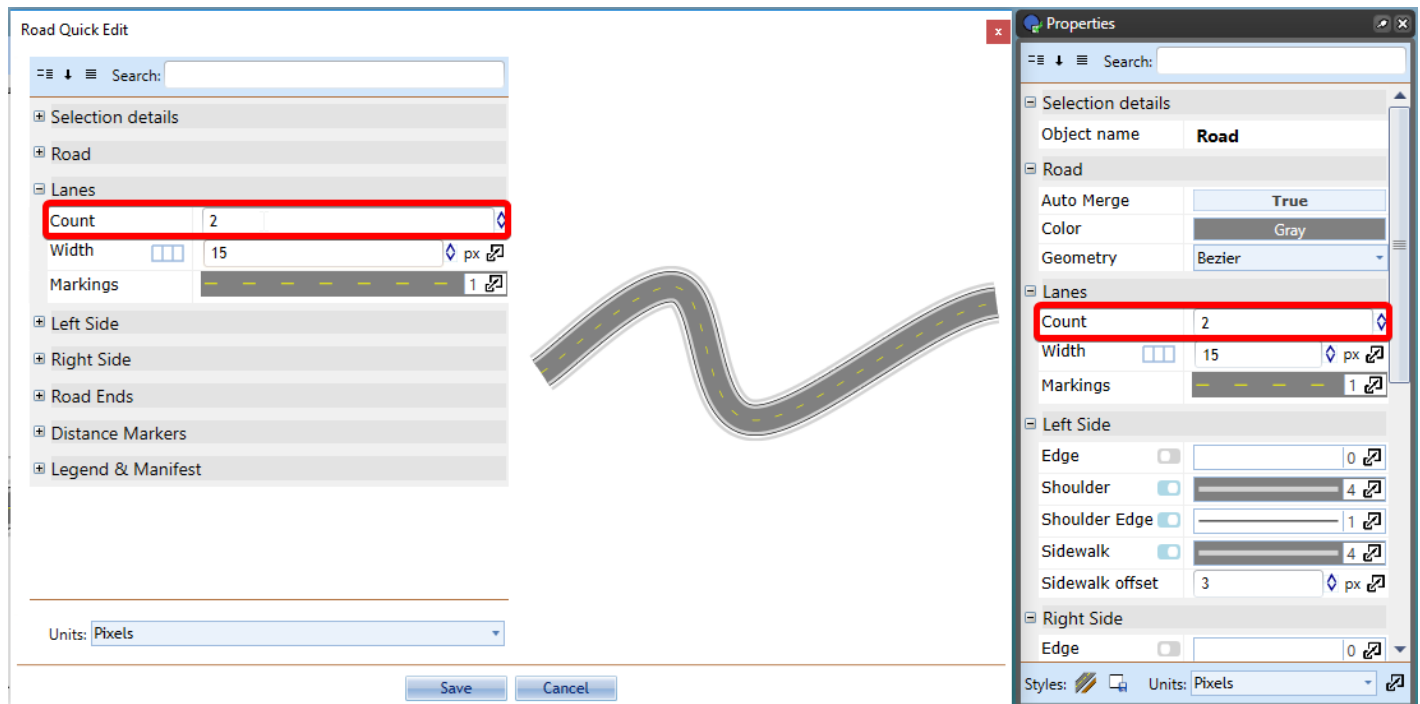 Road Quick Edit
x
Search:
Selection details
Road
Lanes
Count 2
Width 15 px
Markings 1
Left Side
Right Side
Road Ends
Distance Markers
Legend & Manifest
Units: Pixels
Save Cancel
Properties
Search:
Selection details
Object name Road
Road
Auto Merge True
Color Gray
Geometry Bezier
Lanes
Count 2
Width 15 px
Markings 1
Left Side
Edge 0
Shoulder 4
Shoulder Edge 1
Sidewalk 4
Sidewalk offset 3 px
Right Side
Edge 0
Styles: Units: Pixels